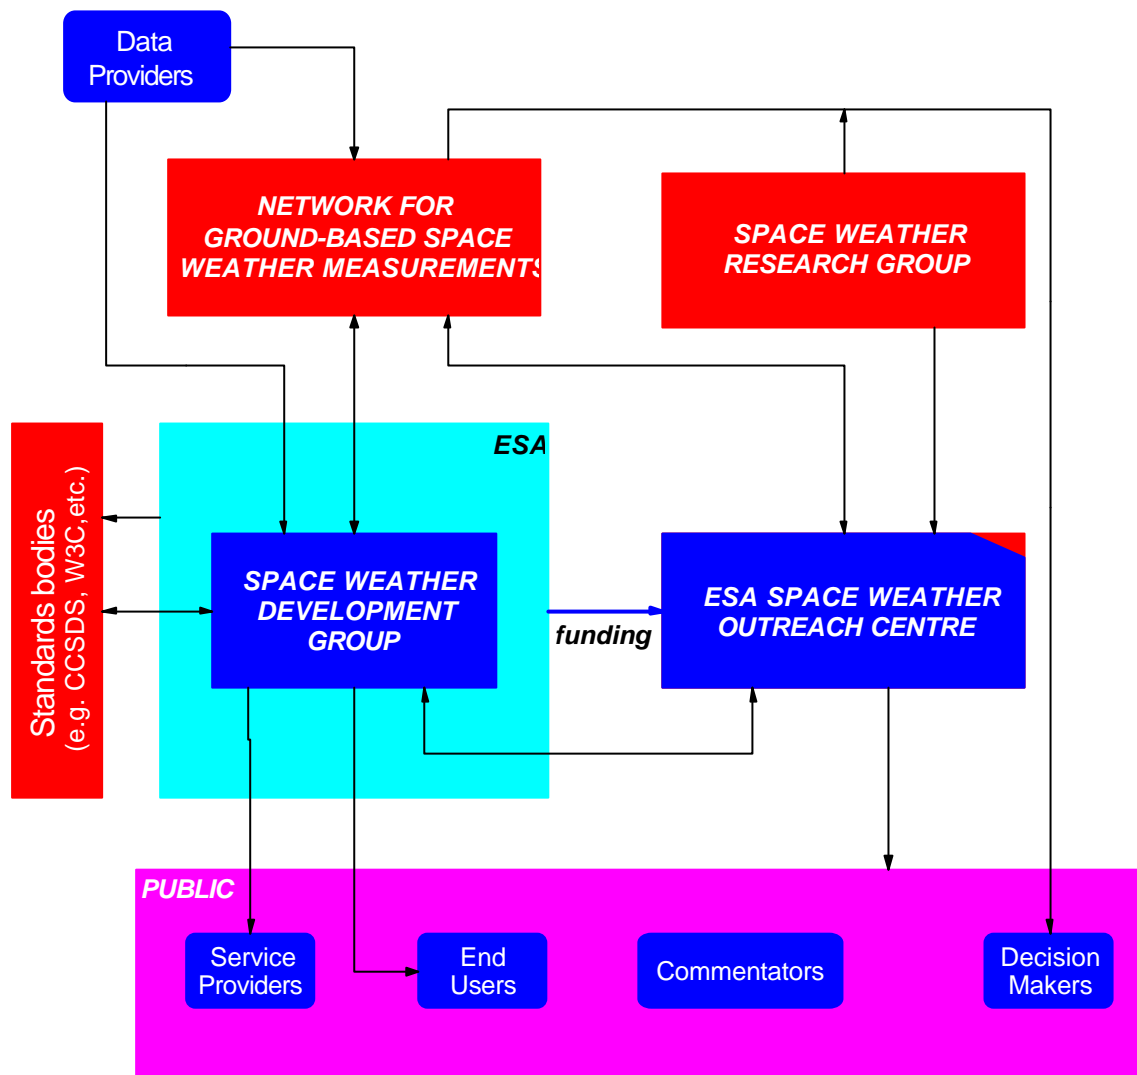 Data
Providers
NETWORK FOR
GROUND-BASED SPACE
WEATHER MEASUREMENTS
SPACE WEATHER
RESEARCH GROUP
ESA
Standards bodies
(e.g. CCSDS, W3C,etc.)
SPACE WEATHER
DEVELOPMENT
GROUP
funding
ESA SPACE WEATHER
OUTREACH CENTRE
PUBLIC
Service
Providers
End
Users
Commentators
Decision
Makers